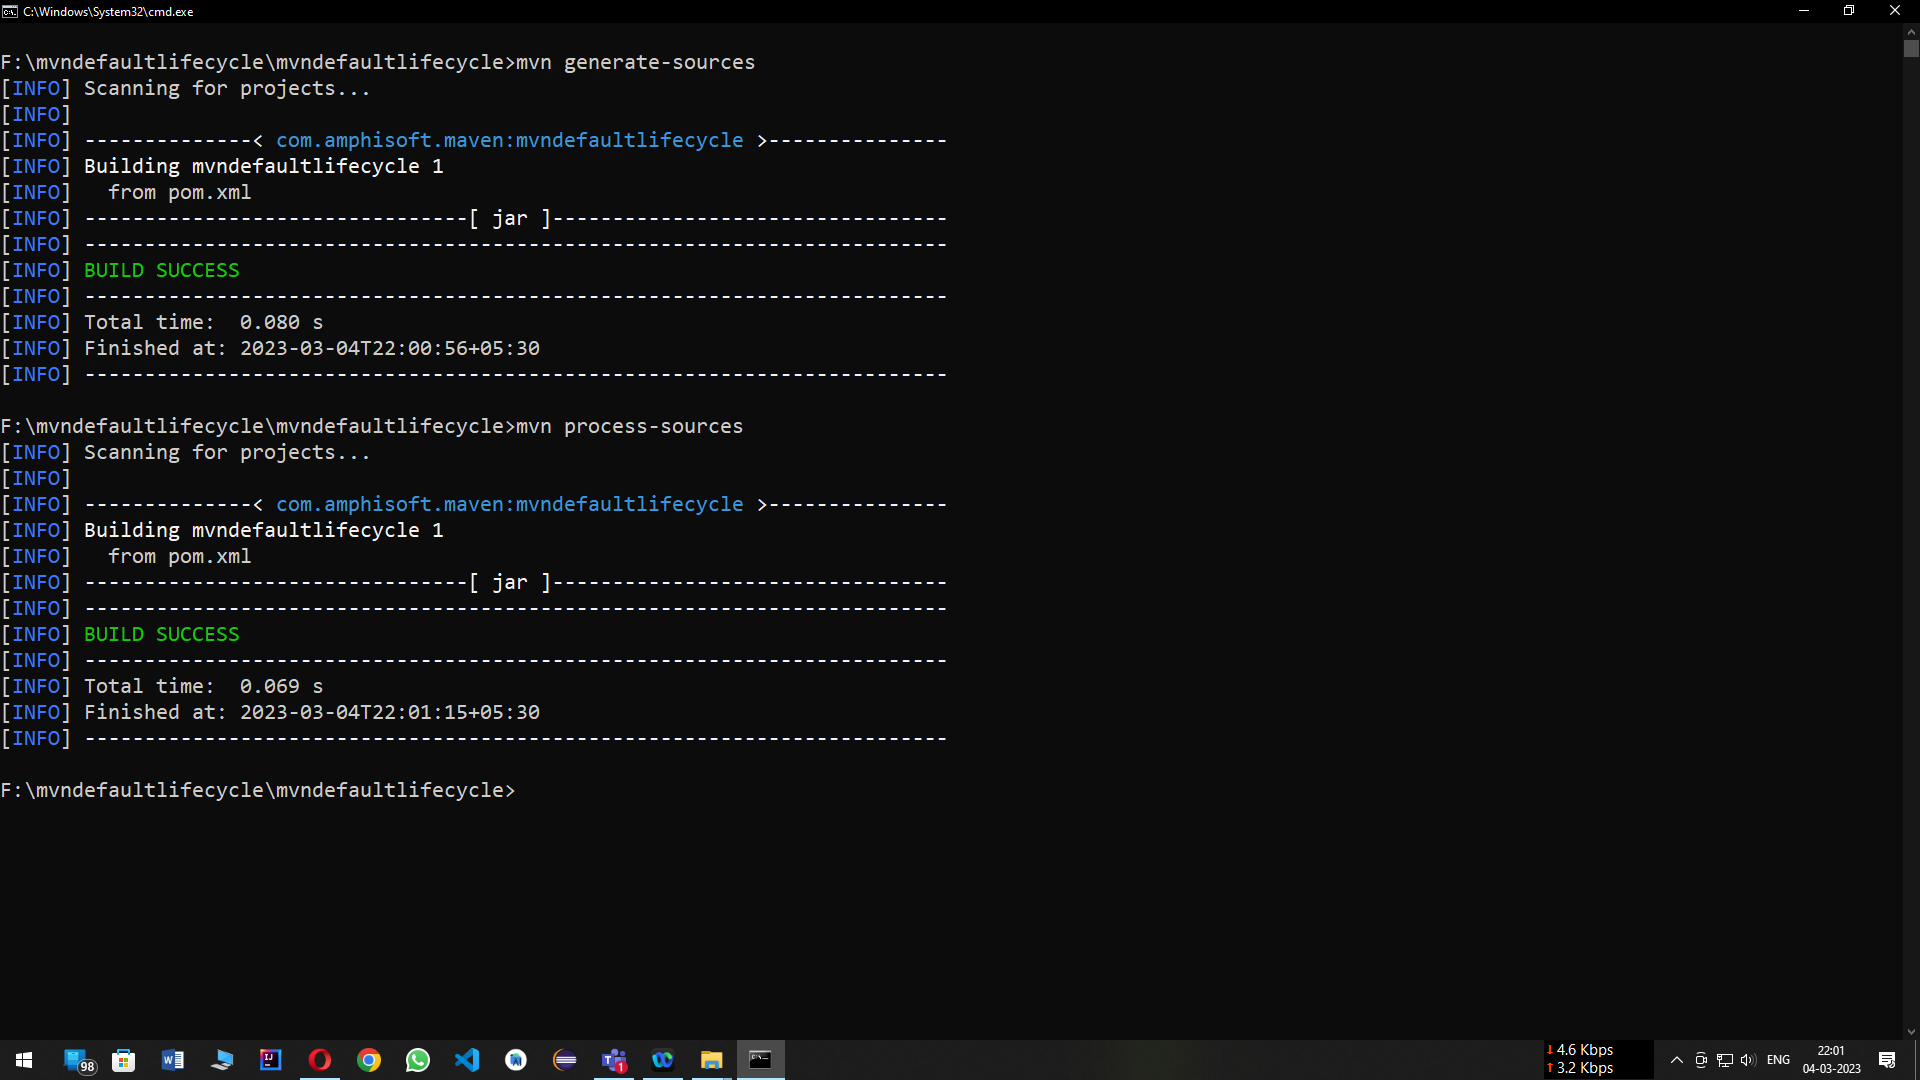 C:\Windows\System32\cmd.exe
F:\mvndefaultlifecycle\mvndefaultlifecycle>mvn generate-sources
[INFO] Scanning for projects...
[INFO]
[INFO] --------------< com.amphisoft.maven:mvndefaultlifecycle >---------------
[INFO] Building mvndefaultlifecycle 1
[INFO]   from pom.xml
[INFO] --------------------------------[ jar ]---------------------------------
[INFO] ------------------------------------------------------------------------
[INFO] BUILD SUCCESS
[INFO] ------------------------------------------------------------------------
[INFO] Total time:  0.080 s
[INFO] Finished at: 2023-03-04T22:00:56+05:30
[INFO] ------------------------------------------------------------------------
F:\mvndefaultlifecycle\mvndefaultlifecycle>mvn process-sources
[INFO] Scanning for projects...
[INFO]
[INFO] --------------< com.amphisoft.maven:mvndefaultlifecycle >---------------
[INFO] Building mvndefaultlifecycle 1
[INFO]   from pom.xml
[INFO] --------------------------------[ jar ]---------------------------------
[INFO] ------------------------------------------------------------------------
[INFO] BUILD SUCCESS
[INFO] ------------------------------------------------------------------------
[INFO] Total time:  0.069 s
[INFO] Finished at: 2023-03-04T22:01:15+05:30
[INFO] ------------------------------------------------------------------------
F:\mvndefaultlifecycle\mvndefaultlifecycle>
98
1
↓ 4.6 Kbps
↑ 3.2 Kbps
ENG
22:01
04-03-2023